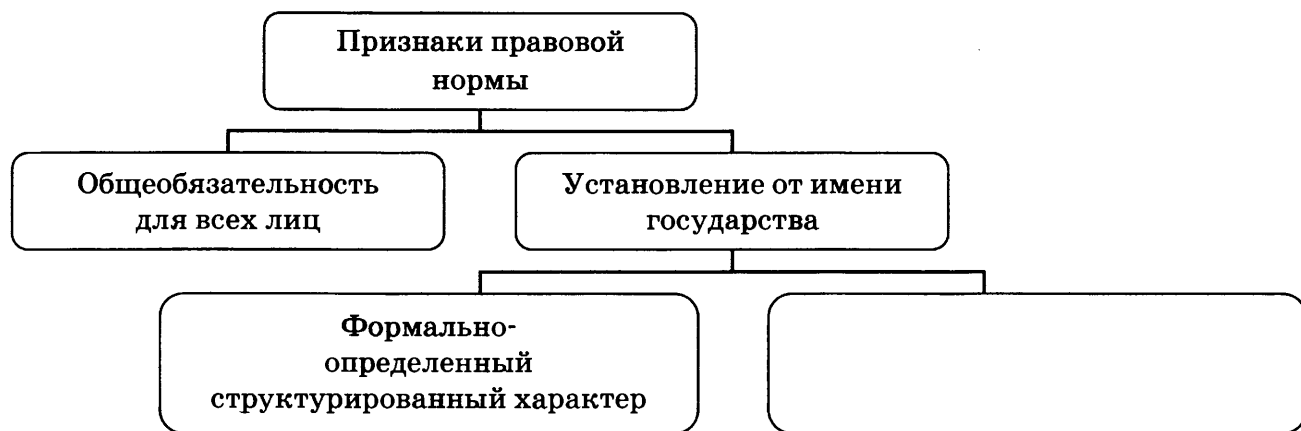 Признаки правовой
нормы
Общеобязательность
для всех лиц
Установление от имени
государства
Формально-
определенный
структурированный характер